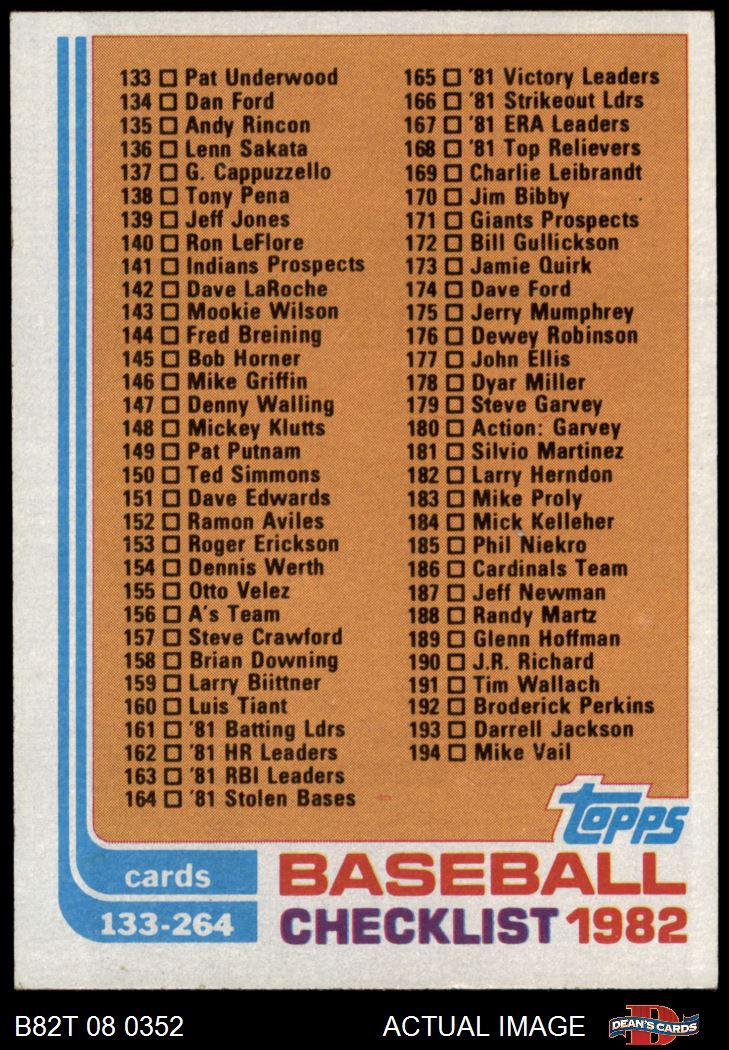 133 Pat Underwood
134 Dan Ford
135 Andy Rincon
136 Lenn Sakata
137 G. Cappuzzello
138 Tony Pena
139 Jeff Jones
140 Ron LeFlore
141 Indians Prospects
142 Dave LaRoche
143 Mookie Wilson
144 Fred Breining
145 Bob Horner
146 Mike Griffin
147 Denny Walling
148 Mickey Klutts
149 Pat Putnam
150 Ted Simmons
151 Dave Edwards
152 Ramon Aviles
153 Roger Erickson
154 Dennis Werth
155 Otto Velez
156 A's Team
157 Steve Crawford
158 Brian Downing
159 Larry Biittner
160 Luis Tiant
161 '81 Batting Ldrs
162 '81 HR Leaders
163 '81 RBI Leaders
164 '81 Stolen Bases
165 '81 Victory Leaders
166 '81 Strikeout Ldrs
167 '81 ERA Leaders
168 '81 Top Relievers
169 Charlie Leibrandt
170 Jim Bibby
171 Giants Prospects
172 Bill Gullickson
173 Jamie Quirk
174 Dave Ford
175 Jerry Mumphrey
176 Dewey Robinson
177 John Ellis
178 Dyar Miller
179 Steve Garvey
180 Action: Garvey
181 Silvio Martinez
182 Larry Herndon
183 Mike Proly
184 Mick Kelleher
185 Phil Niekro
186 Cardinals Team
187 Jeff Newman
188 Randy Martz
189 Glenn Hoffman
190 J.R. Richard
191 Tim Wallach
192 Broderick Perkins
193 Darrell Jackson
194 Mike Vail
topps
cards
133-264
BASEBALL
CHECKLIST 1982
B82T 08 0352
ACTUAL IMAGE
D
DEAN'S CARDS